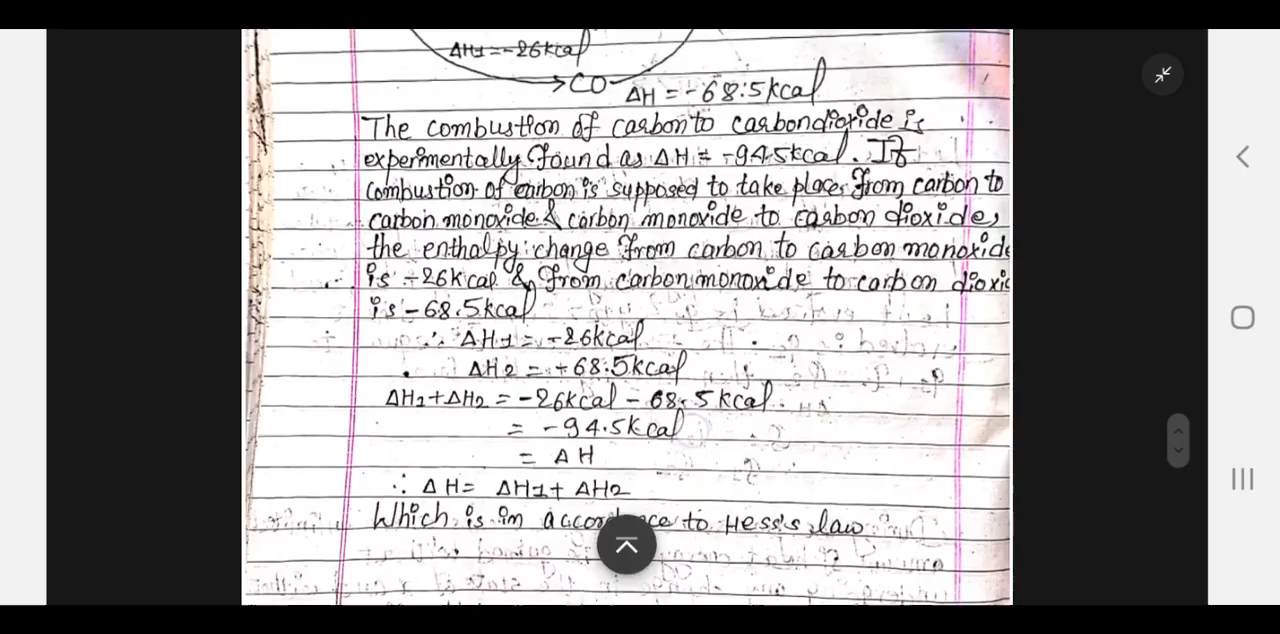 ΔH1=-26kcal
→CO
ΔH = -68.5kcal
The combustion of carbon to carbondioxide is
experimentally found as ΔH = -94.5kcal. If
combustion of carbon is supposed to take place from carbon to
carbon monoxide & carbon monoxide to carbon dioxide,
the enthalpy change from carbon to carbon monoxide
is -26kcal & from carbon monoxide to carbon dioxi
is -68.5kcal
∴ ΔH1 = -26kcal
ΔH2 = -68.5kcal
ΔH1+ΔH2 = -26kcal - 68.5kcal.
= -94.5kcal
= ΔH
∴ ΔH= ΔH1+ ΔH2
Which is in to Hess's law